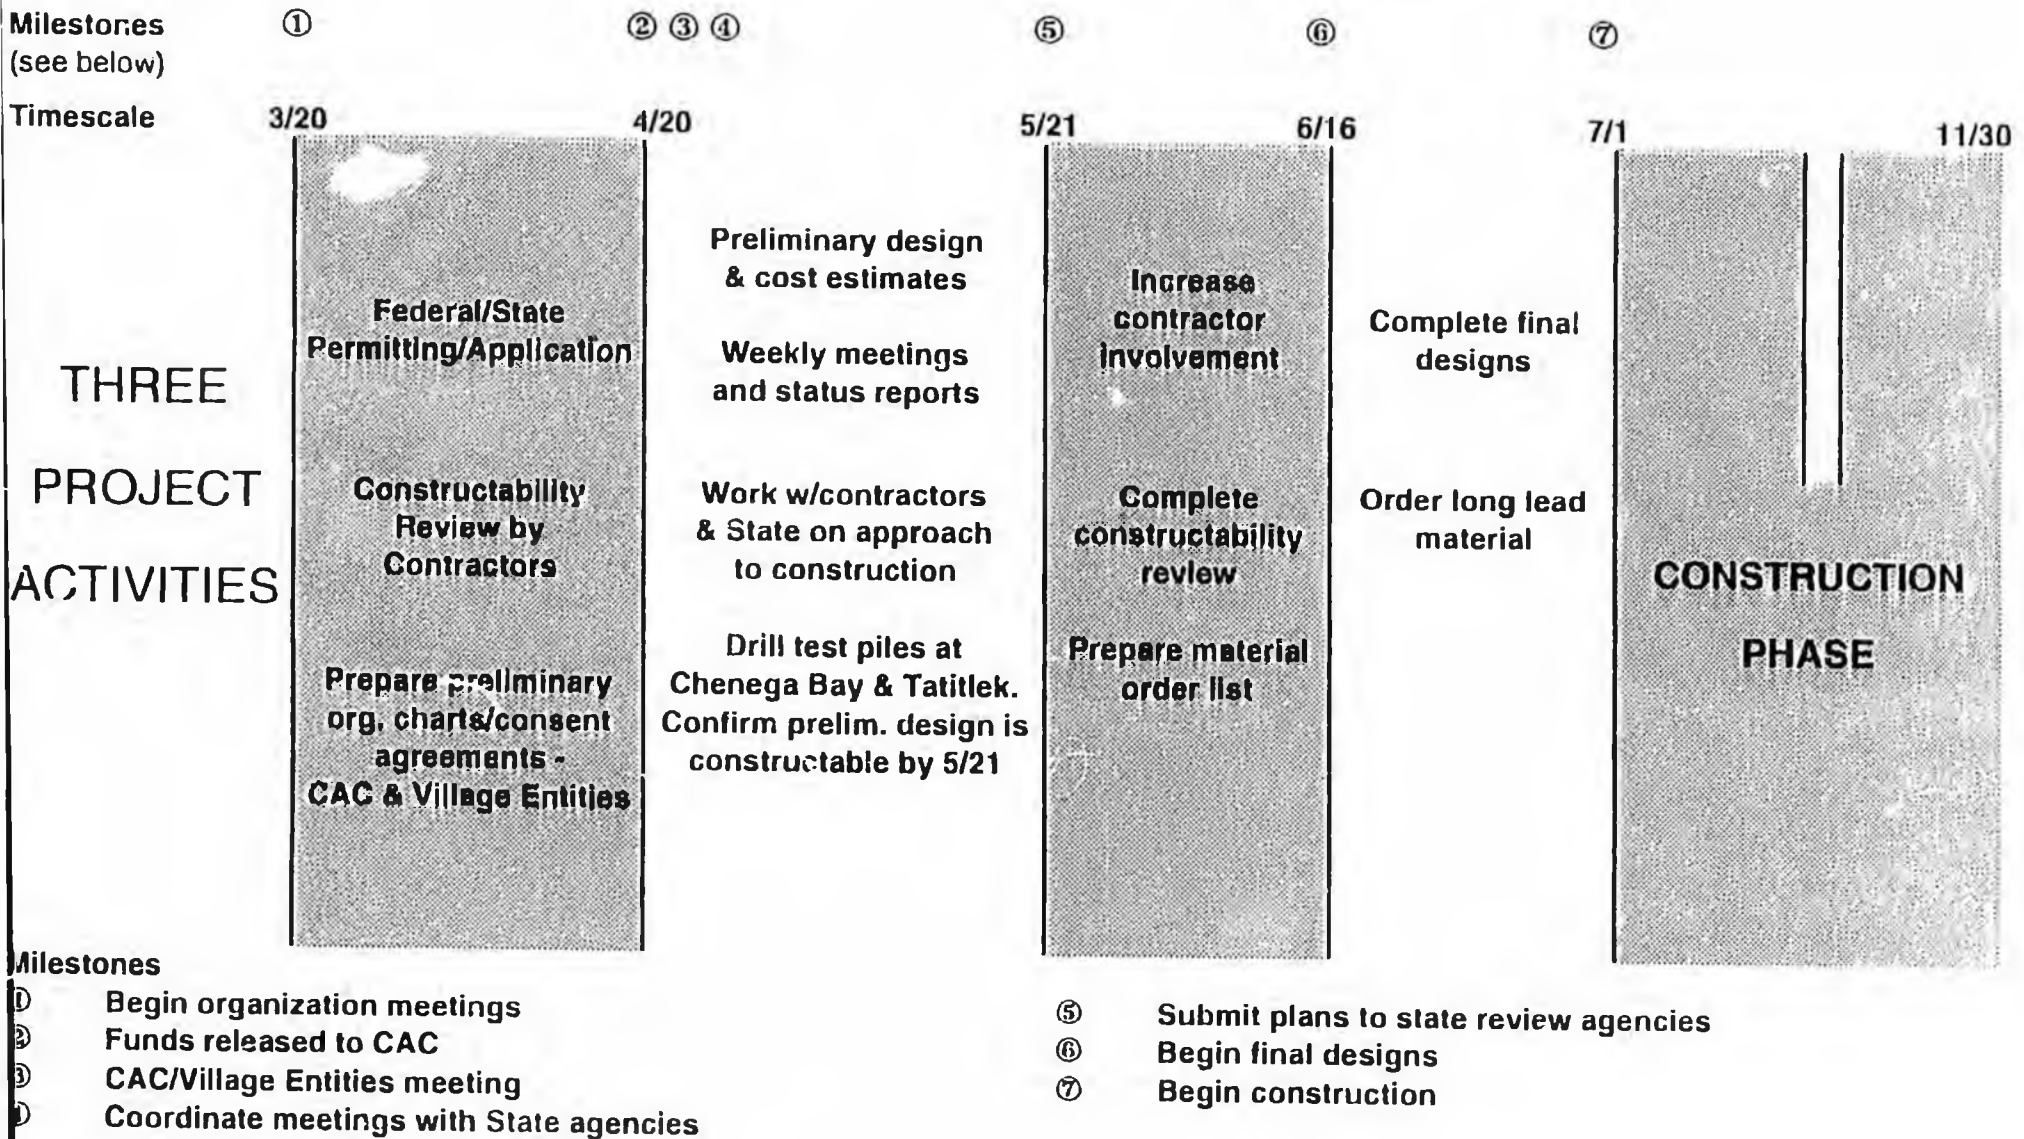 Milestones ① ② ③ ④ ⑤ ⑥ ⑦
(see below)
Timescale 3/20 4/20 5/21 6/16 7/1 11/30
THREE
PROJECT
ACTIVITIES
Federal/State
Permitting/Application
Constructability
Review by
Contractors
Prepare preliminary
org. charts/consent
agreements -
CAC & Village Entities
Preliminary design
& cost estimates
Weekly meetings
and status reports
Work w/contractors
& State on approach
to construction
Drill test piles at
Chenega Bay & Tatitlek.
Confirm prelim. design is
constructable by 5/21
Increase
contractor
involvement
Complete
constructability
review
Prepare material
order list
Complete final
designs
Order long lead
material
CONSTRUCTION
PHASE
Milestones
① Begin organization meetings
② Funds released to CAC
③ CAC/Village Entities meeting
④ Coordinate meetings with State agencies
⑤ Submit plans to state review agencies
⑥ Begin final designs
⑦ Begin construction